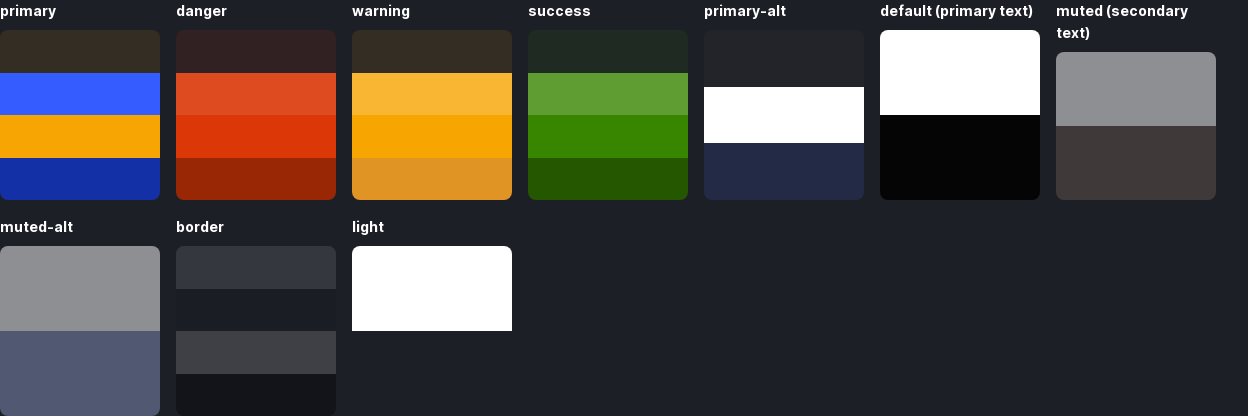 primary
danger
warning
success
primary-alt
default (primary text)
muted (secondary
text)
muted-alt
border
light